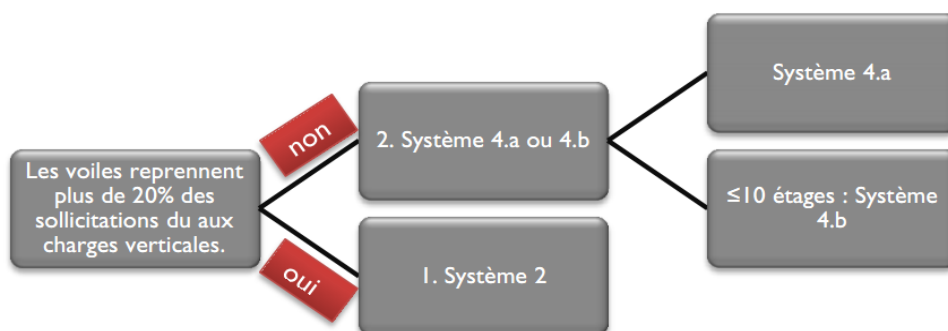 Les voiles reprennent
plus de 20% des
sollicitations du aux
charges verticales.
non
oui
2. Système 4.a ou 4.b
1. Système 2
Système 4.a
≤10 étages : Système
4.b